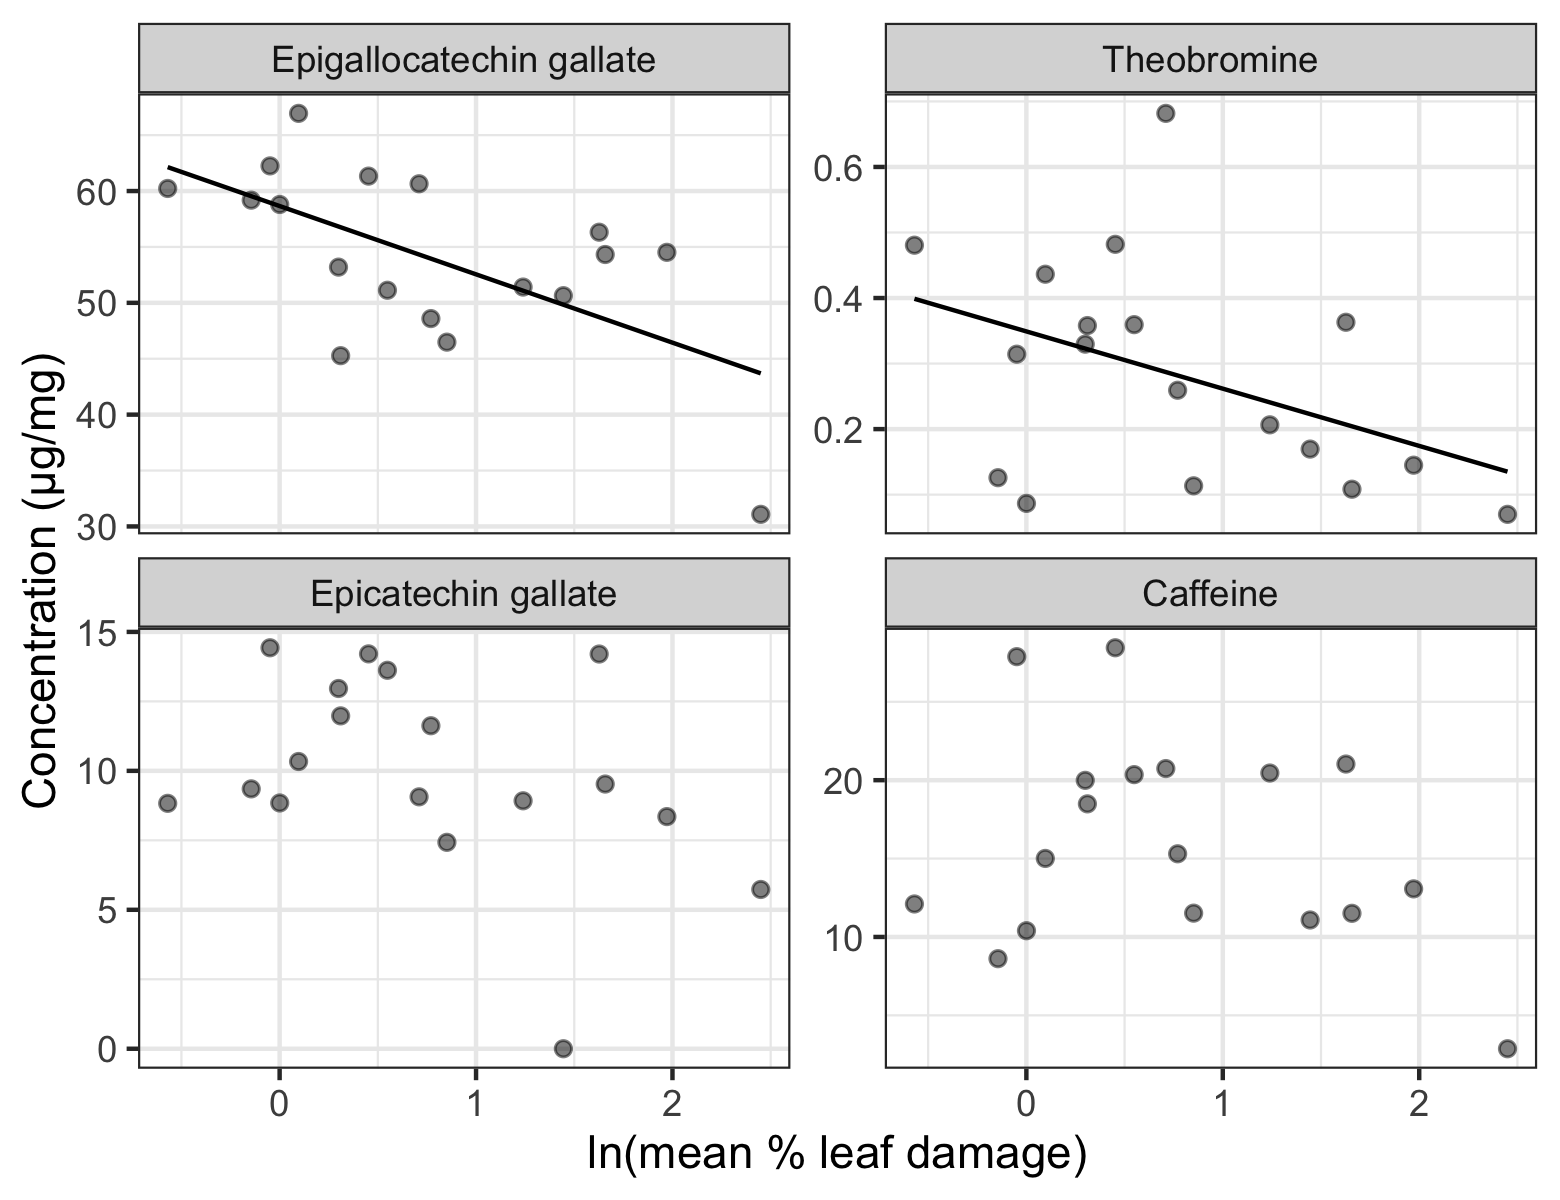 Epigallocatechin gallate
Theobromine
60
50
40
30
0.6
0.4
0.2
Epicatechin gallate
Caffeine
15
10
5
0
20
10
0 1 2
0 1 2
Concentration (µg/mg)
ln(mean % leaf damage)